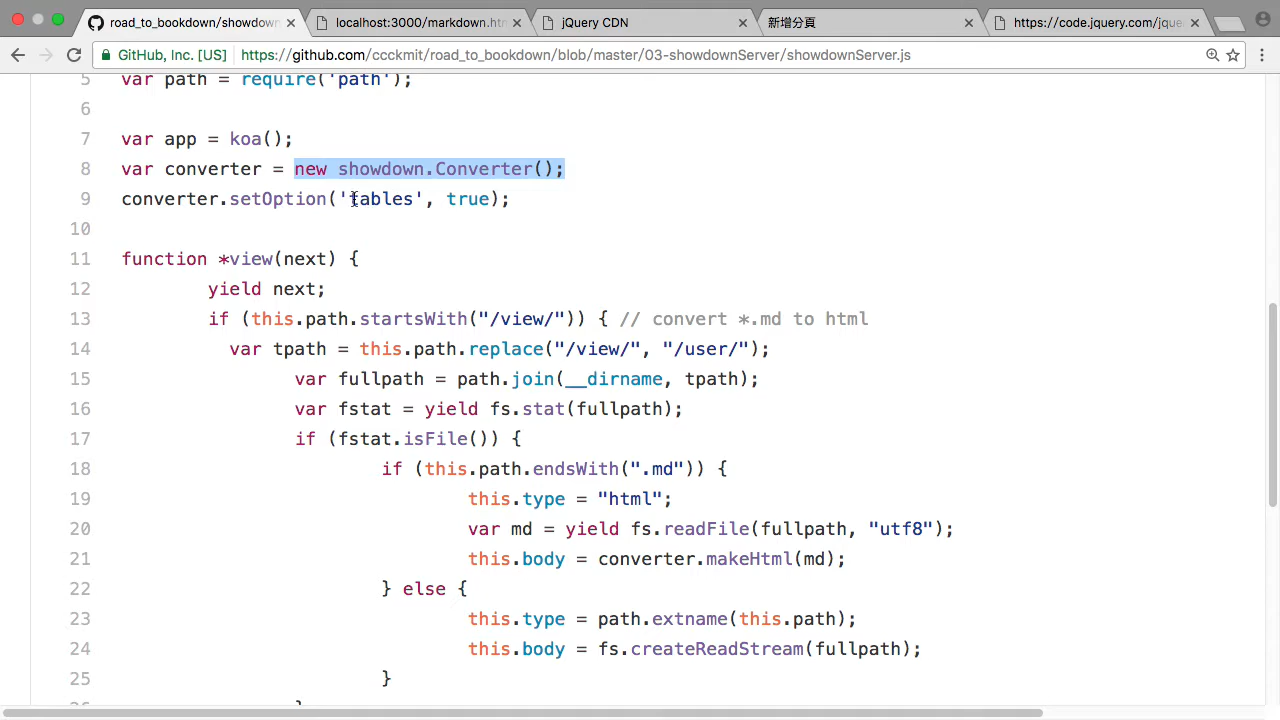 road_to_bookdown/showdown
localhost:3000/markdown.htm
jQuery CDN
新增分頁
https://code.jquery.com/jque
GitHub, Inc. [US]
https://github.com/ccckmit/road_to_bookdown/blob/master/03-showdownServer/showdownServer.js
5 var path = require('path');
6
7 var app = koa();
8 var converter = new showdown.Converter();
9 converter.setOption('tables', true);
10
11 function *view(next) {
12 yield next;
13 if (this.path.startsWith("/view/")) { // convert *.md to html
14 var tpath = this.path.replace("/view/", "/user/");
15 var fullpath = path.join(__dirname, tpath);
16 var fstat = yield fs.stat(fullpath);
17 if (fstat.isFile()) {
18 if (this.path.endsWith(".md")) {
19 this.type = "html";
20 var md = yield fs.readFile(fullpath, "utf8");
21 this.body = converter.makeHtml(md);
22 } else {
23 this.type = path.extname(this.path);
24 this.body = fs.createReadStream(fullpath);
25 }